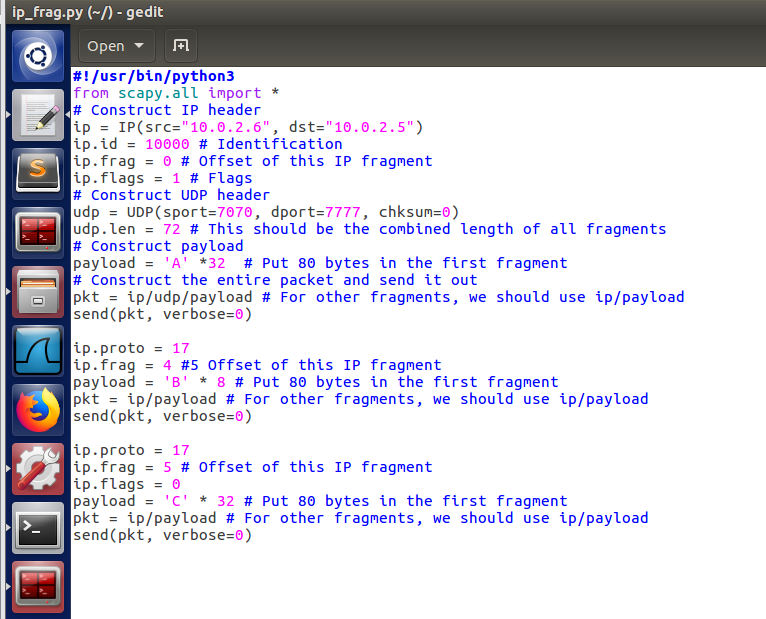 ip_frag.py (~/) - gedit
Open
#!/usr/bin/python3
from scapy.all import *
# Construct IP header
ip = IP(src="10.0.2.6", dst="10.0.2.5")
ip.id = 10000 # Identification
ip.frag = 0 # Offset of this IP fragment
ip.flags = 1 # Flags
# Construct UDP header
udp = UDP(sport=7070, dport=7777, chksum=0)
udp.len = 72 # This should be the combined length of all fragments
# Construct payload
payload = 'A' *32  # Put 80 bytes in the first fragment
# Construct the entire packet and send it out
pkt = ip/udp/payload # For other fragments, we should use ip/payload
send(pkt, verbose=0)
ip.proto = 17
ip.frag = 4 #5 Offset of this IP fragment
payload = 'B' * 8 # Put 80 bytes in the first fragment
pkt = ip/payload # For other fragments, we should use ip/payload
send(pkt, verbose=0)
ip.proto = 17
ip.frag = 5 # Offset of this IP fragment
ip.flags = 0
payload = 'C' * 32 # Put 80 bytes in the first fragment
pkt = ip/payload # For other fragments, we should use ip/payload
send(pkt, verbose=0)